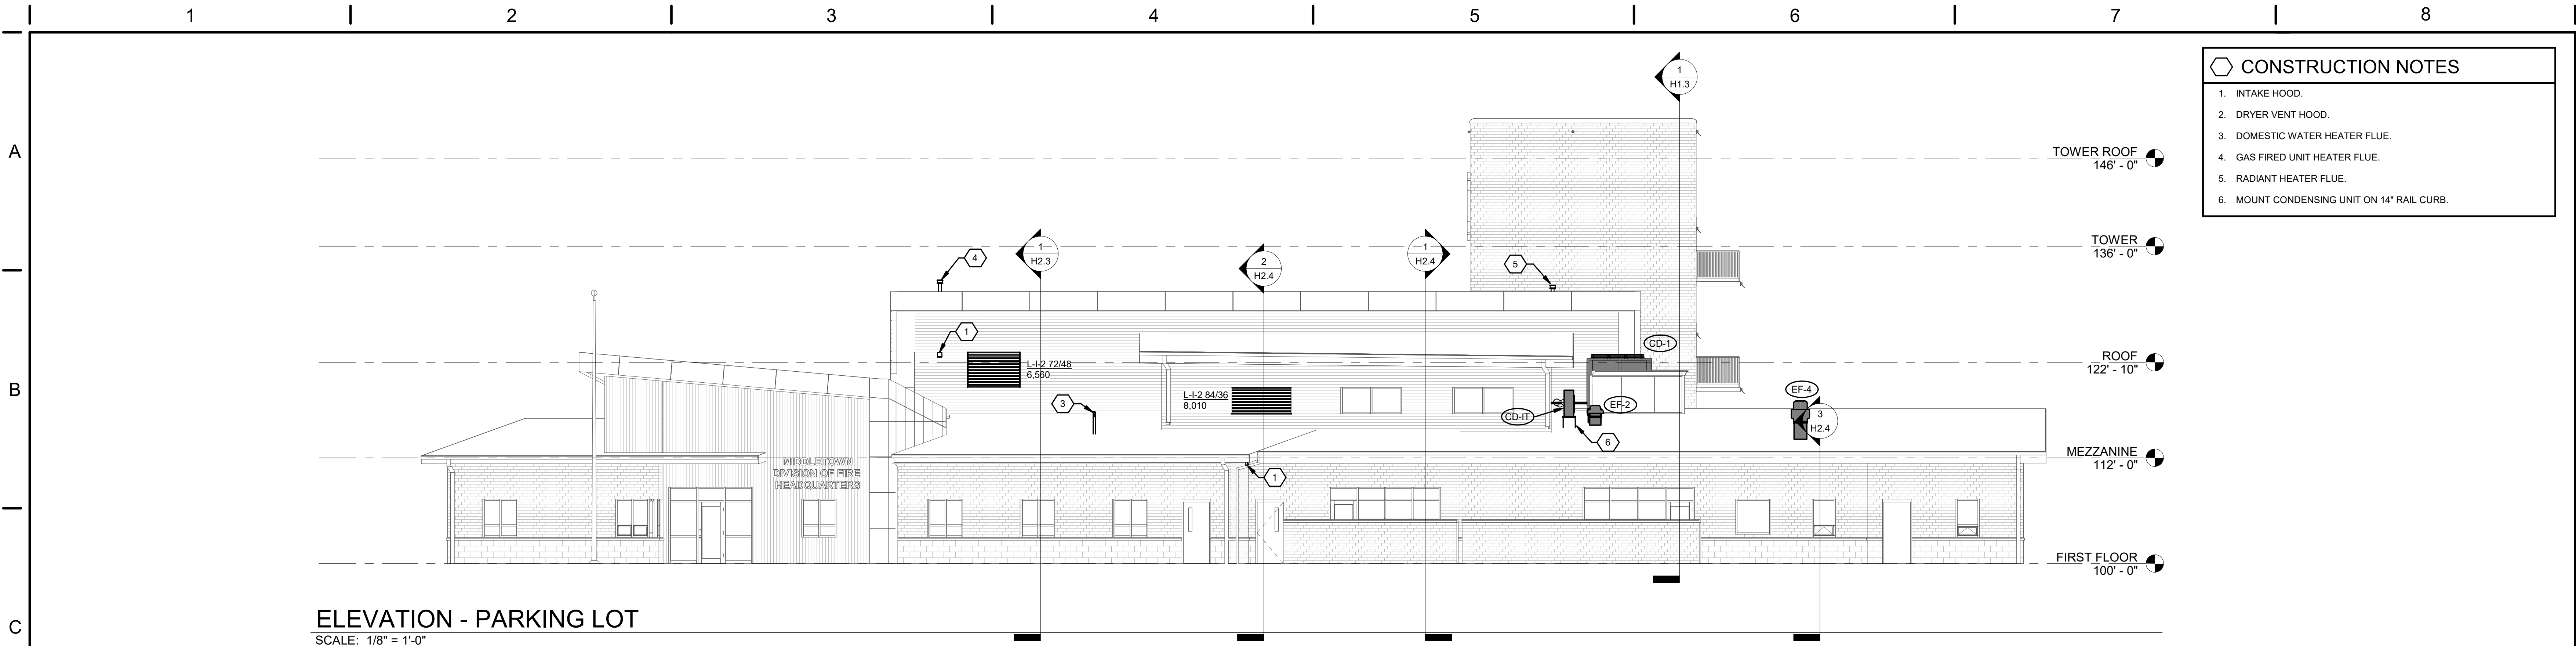 1 2 3 4 5 6 7 8
A
B
C
CONSTRUCTION NOTES
1. INTAKE HOOD.
2. DRYER VENT HOOD.
3. DOMESTIC WATER HEATER FLUE.
4. GAS FIRED UNIT HEATER FLUE.
5. RADIANT HEATER FLUE.
6. MOUNT CONDENSING UNIT ON 14" RAIL CURB.
1
H1.3
TOWER ROOF
146' - 0"
TOWER
136' - 0"
4
1
H2.3
2
H2.4
1
H2.4
5
1
L-I-2 72/48
6,560
CD-1
ROOF
122' - 10"
L-I-2 84/36
8,010
3
CD-IT
EF-2
EF-4
3
H2.4
6
MEZZANINE
112' - 0"
MIDDLETOWN
DIVISION OF FIRE
HEADQUARTERS
1
FIRST FLOOR
100' - 0"
ELEVATION - PARKING LOT
SCALE: 1/8" = 1'-0"